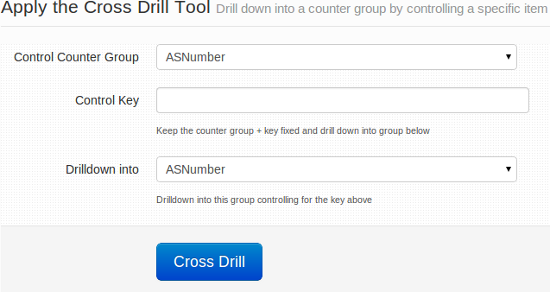 Apply the Cross Drill Tool Drill down into a counter group by controlling a specific item
Control Counter Group ASNumber
Control Key
Keep the counter group + key fixed and drill down into group below
Drilldown into ASNumber
Drilldown into this group controlling for the key above
Cross Drill